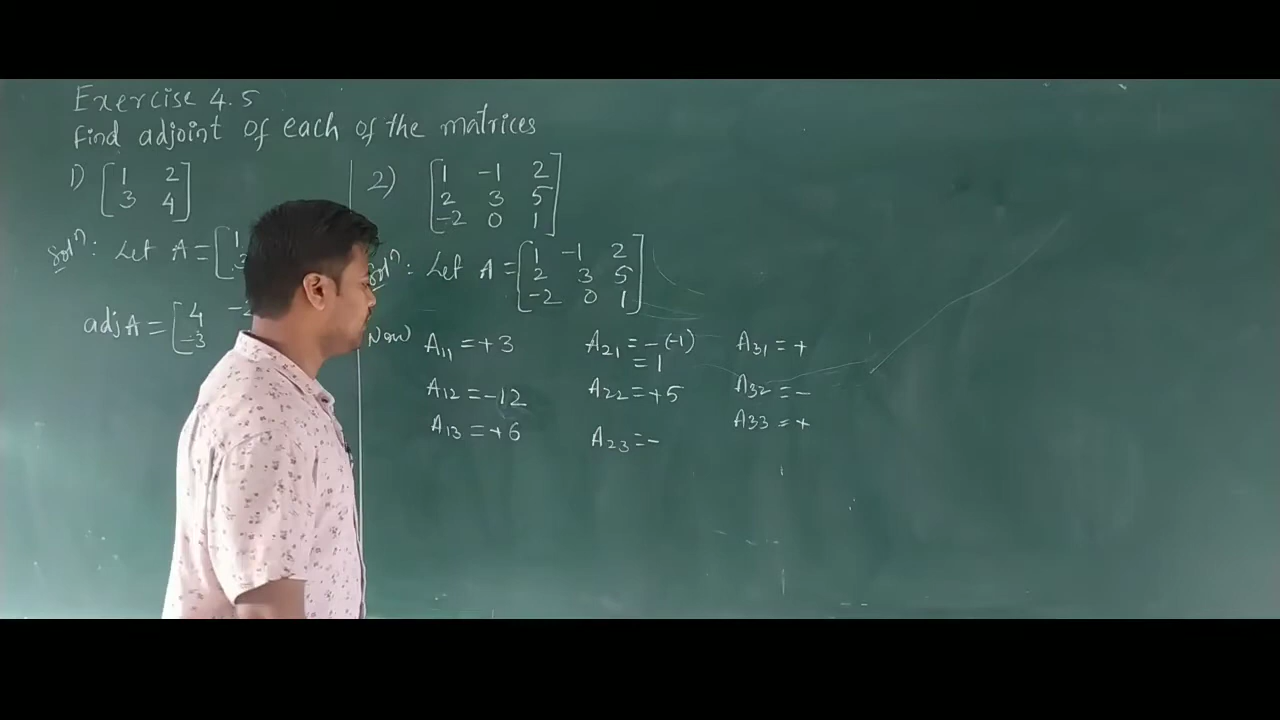 Exercise 4.5
Find adjoint of each of the matrices
1) [1 2
3 4]
Solⁿ: Let A = [1
3
adj A = [4 -2
-3
2) [1 -1 2
2 3 5
-2 0 1]
Solⁿ: Let A = [1 -1 2
2 3 5
-2 0 1]
Now A₁₁ = +3 A₂₁ = -(-1) A₃₁ = +
= 1
A₁₂ = -12 A₂₂ = +5 A₃₂ = -
A₁₃ = +6 A₂₃ = - A₃₃ = +